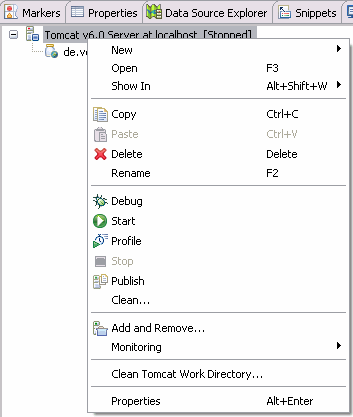 Markers Properties Data Source Explorer Snippets
Tomcat v6.0 Server at localhost [Stopped]
de.v
New
Open F3
Show In Alt+Shift+W
Copy Ctrl+C
Paste Ctrl+V
Delete Delete
Rename F2
Debug
Start
Profile
Stop
Publish
Clean...
Add and Remove...
Monitoring
Clean Tomcat Work Directory...
Properties Alt+Enter